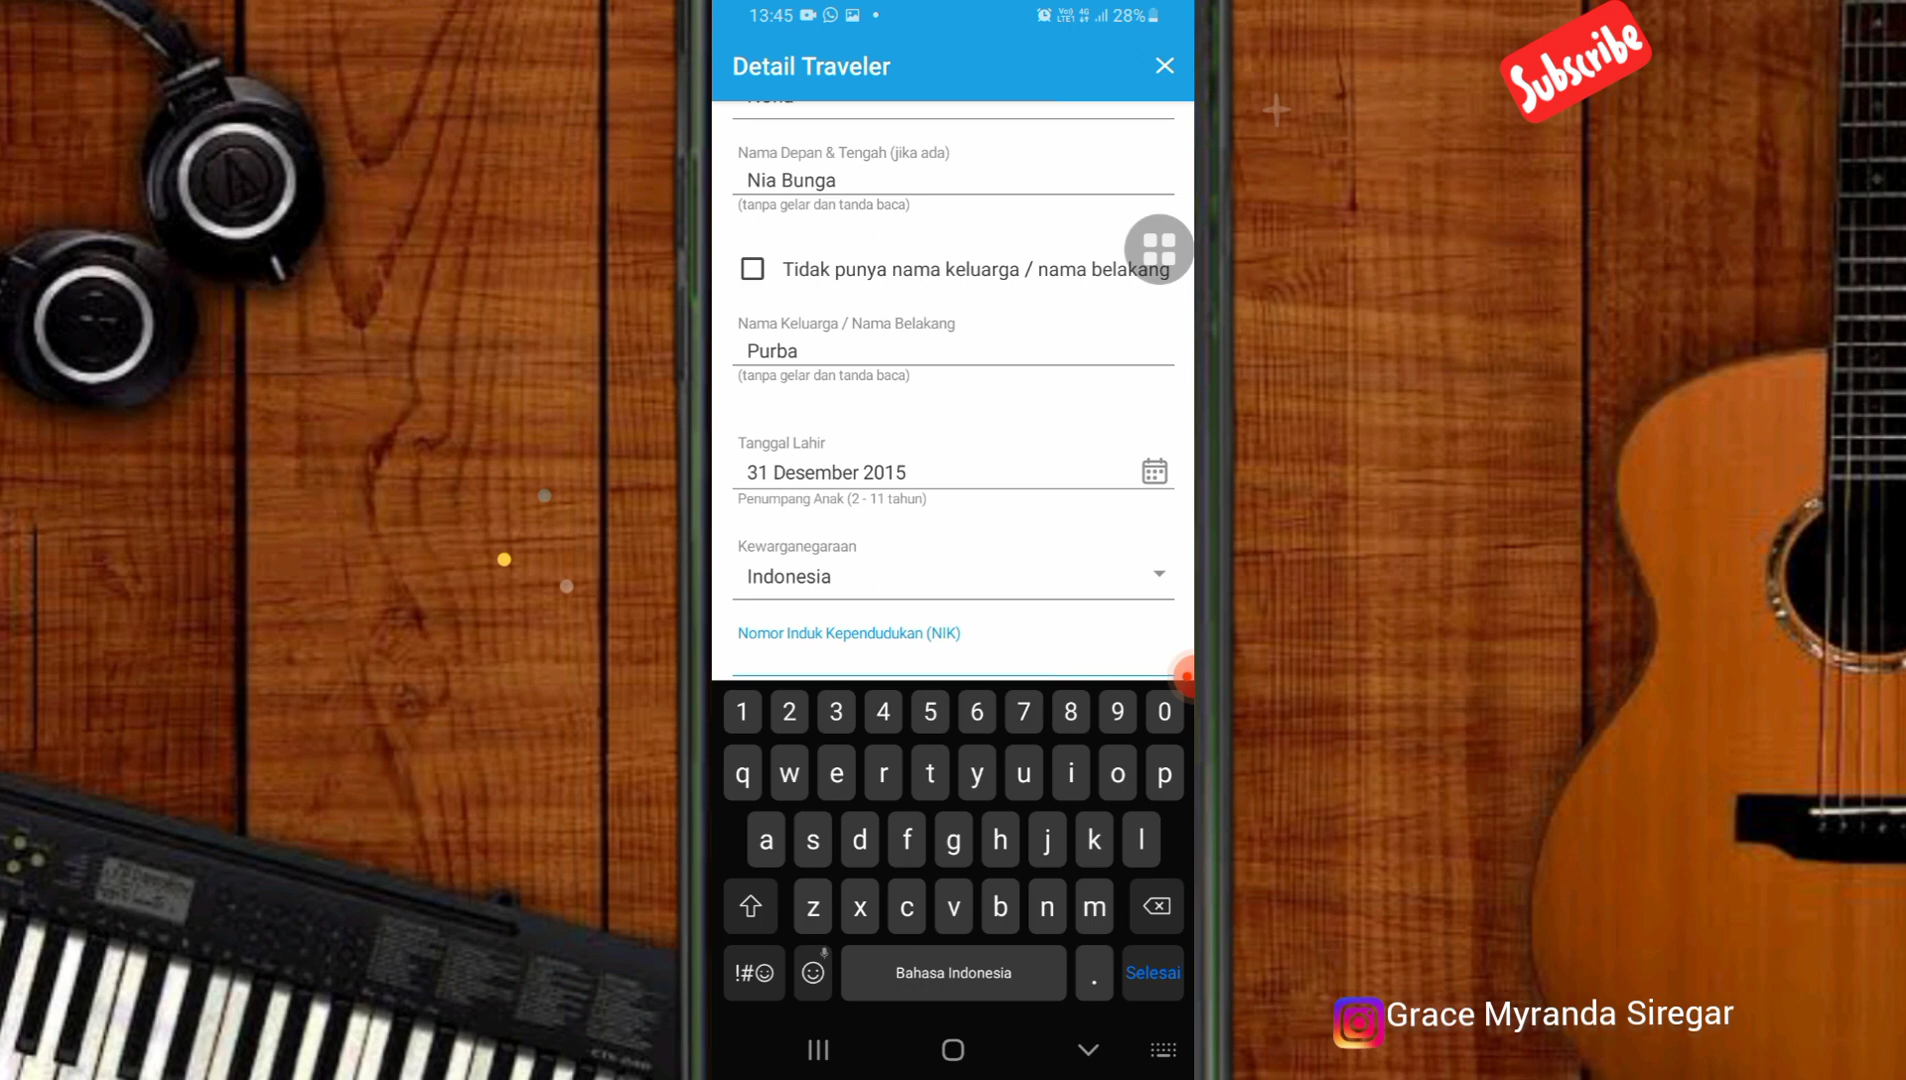 13:45
28%
Detail Traveler
Nama Depan & Tengah (jika ada)
Nia Bunga
(tanpa gelar dan tanda baca)
Tidak punya nama keluarga / nama belakang
Nama Keluarga / Nama Belakang
Purba
(tanpa gelar dan tanda baca)
Tanggal Lahir
31 Desember 2015
Penumpang Anak (2 - 11 tahun)
Kewarganegaraan
Indonesia
Nomor Induk Kependudukan (NIK)
1 2 3 4 5 6 7 8 9 0
q w e r t y u i o p
a s d f g h j k l
z x c v b n m
!#☺ Bahasa Indonesia . Selesai
Subscribe
Grace Myranda Siregar